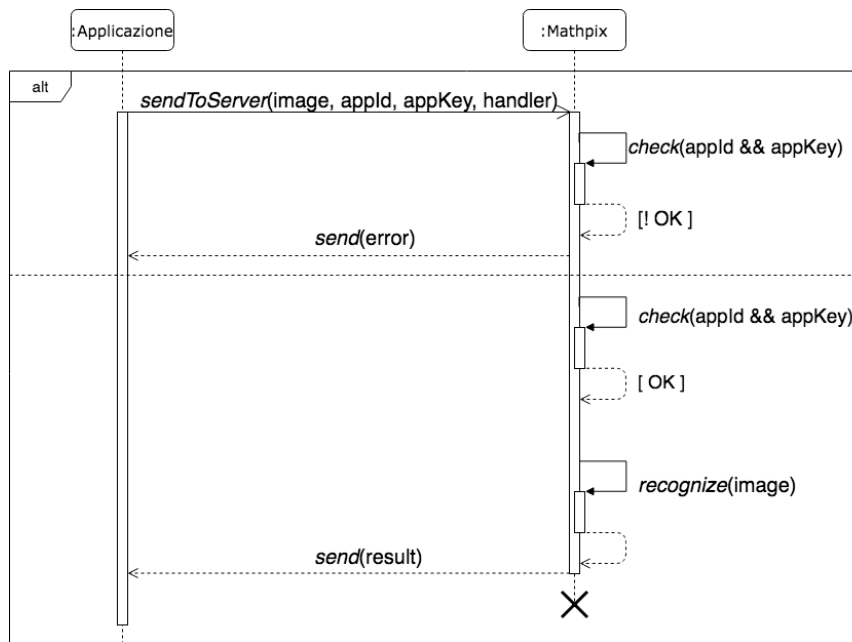 :Applicazione
:Mathpix
alt
sendToServer(image, appId, appKey, handler)
check(appId && appKey)
[! OK ]
send(error)
check(appId && appKey)
[ OK ]
recognize(image)
send(result)